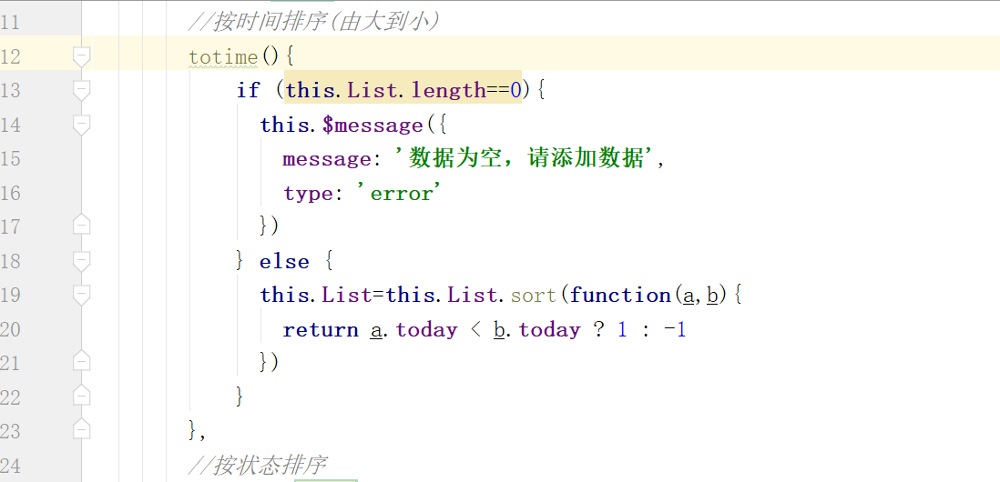 11 //按时间排序(由大到小)
12 totime(){
13 if (this.List.length==0){
14 this.$message({
15 message: '数据为空，请添加数据',
16 type: 'error'
17 })
18 } else {
19 this.List=this.List.sort(function(a,b){
20 return a.today < b.today ? 1 : -1
21 })
22 }
23 },
24 //按状态排序